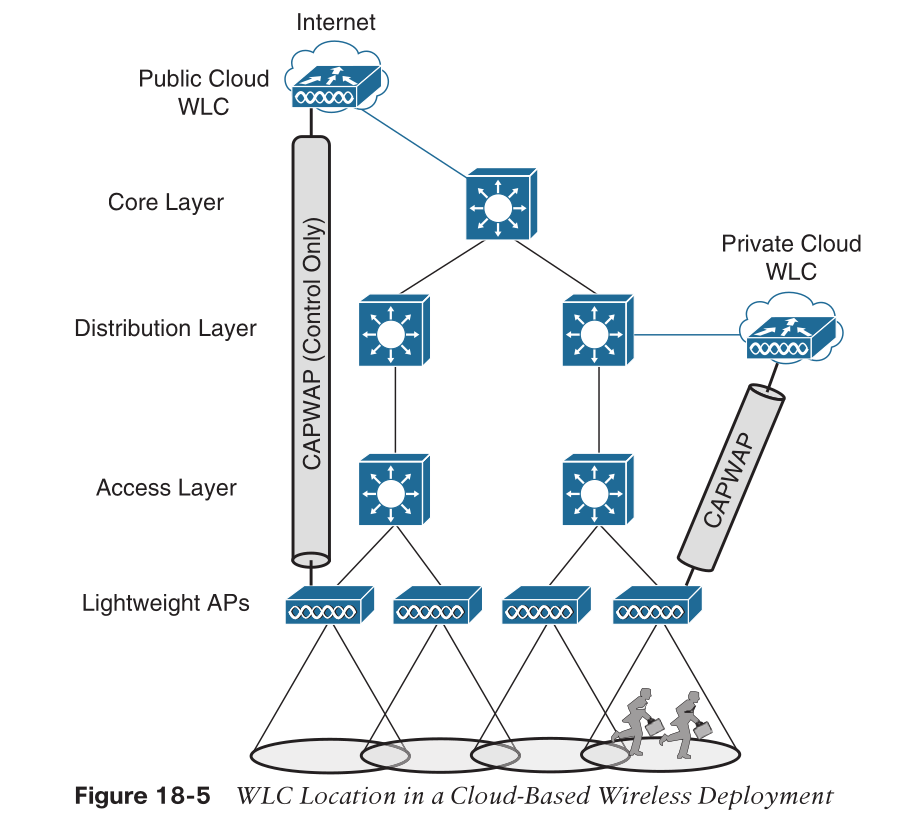 Internet
Public Cloud
WLC
Core Layer
CAPWAP (Control Only)
Private Cloud
WLC
Distribution Layer
CAPWAP
Access Layer
Lightweight APs
Figure 18-5 WLC Location in a Cloud-Based Wireless Deployment